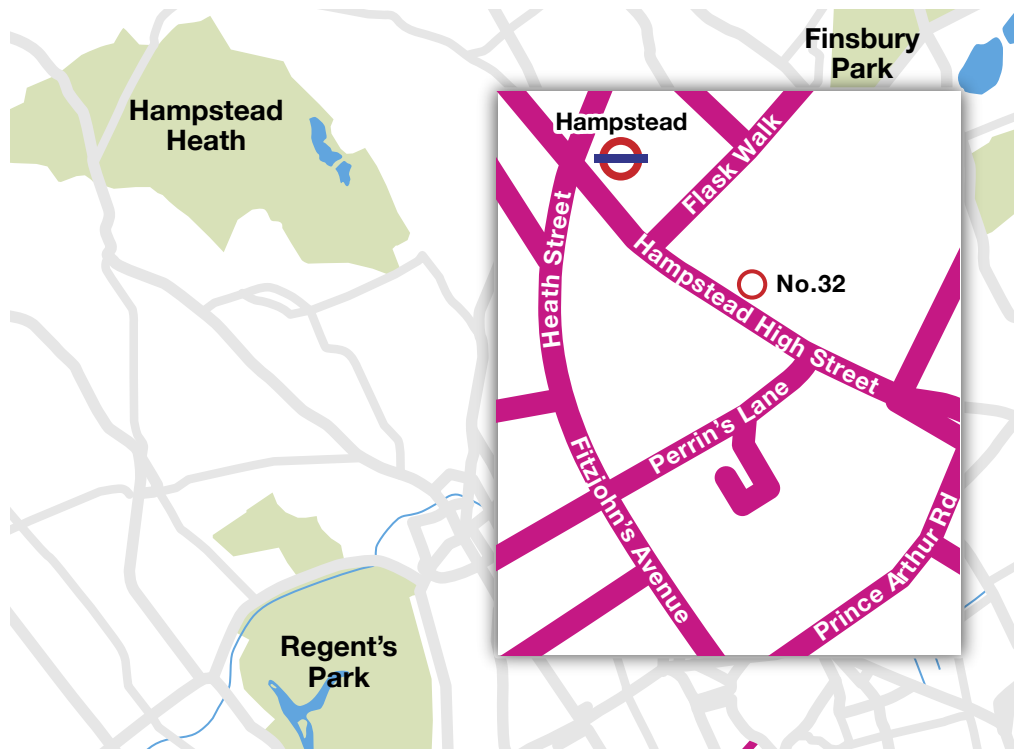 Finsbury
Park
Hampstead
Heath
Hampstead
Flask Walk
Heath Street
Hampstead High Street
No.32
Perrin's Lane
Fitzjohn's Avenue
Prince Arthur Rd
Regent's
Park